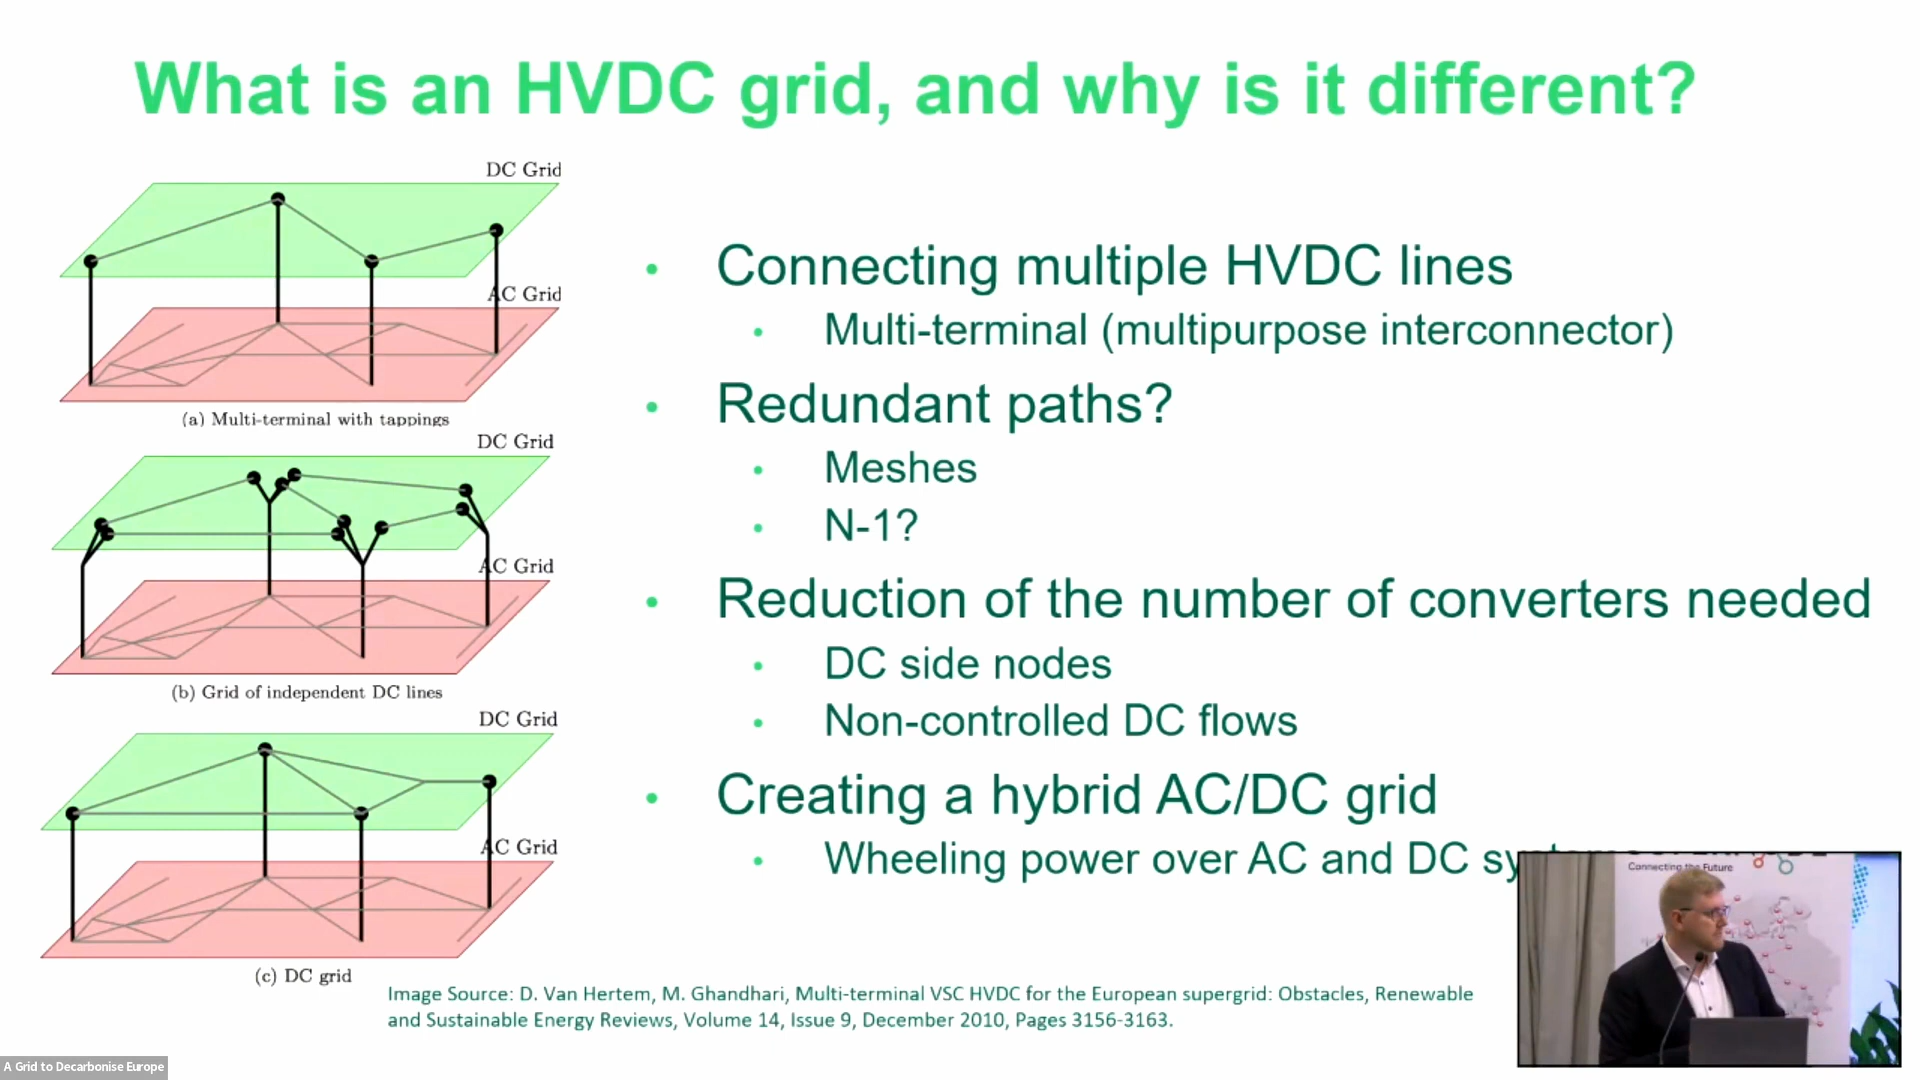 What is an HVDC grid, and why is it different?
DC Grid
AC Grid
(a) Multi-terminal with tappings
DC Grid
AC Grid
(b) Grid of independent DC lines
DC Grid
AC Grid
(c) DC grid
• Connecting multiple HVDC lines
• Multi-terminal (multipurpose interconnector)
• Redundant paths?
• Meshes
• N-1?
• Reduction of the number of converters needed
• DC side nodes
• Non-controlled DC flows
• Creating a hybrid AC/DC grid
• Wheeling power over AC and DC
Connecting the Future
Image Source: D. Van Hertem, M. Ghandhari, Multi-terminal VSC HVDC for the European supergrid: Obstacles, Renewable
and Sustainable Energy Reviews, Volume 14, Issue 9, December 2010, Pages 3156-3163.
A Grid to Decarbonise Europe